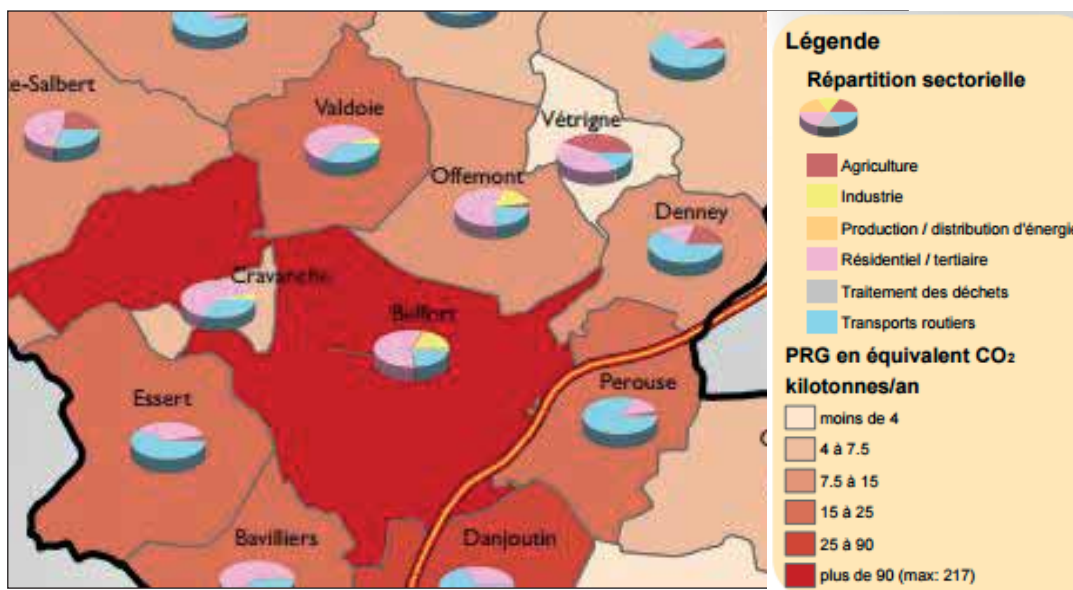 e-Salbert
Valdoie
Vétrigne
Offemont
Denney
Cravanche
Belfort
Essert
Perouse
Bavilliers
Danjoutin
Légende
Répartition sectorielle
Agriculture
Industrie
Production / distribution d'énergie
Résidentiel / tertiaire
Traitement des déchets
Transports routiers
PRG en équivalent CO₂
kilotonnes/an
moins de 4
4 à 7.5
7.5 à 15
15 à 25
25 à 90
plus de 90 (max: 217)